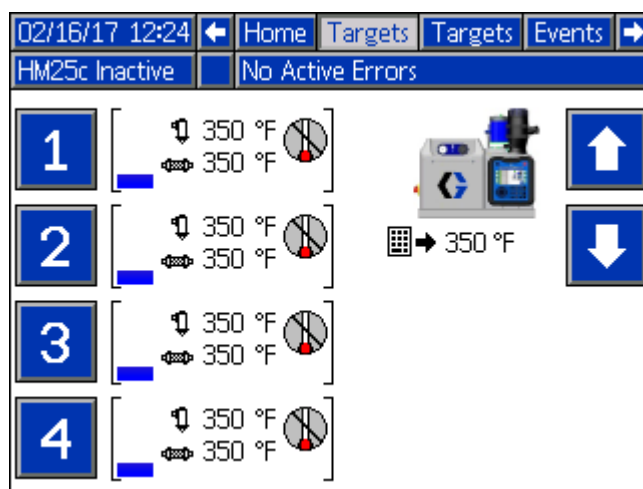 02/16/17 12:24 Home Targets Targets Events
HM25c Inactive No Active Errors
1 350 °F
350 °F
2 350 °F
350 °F
350 °F
3 350 °F
350 °F
4 350 °F
350 °F